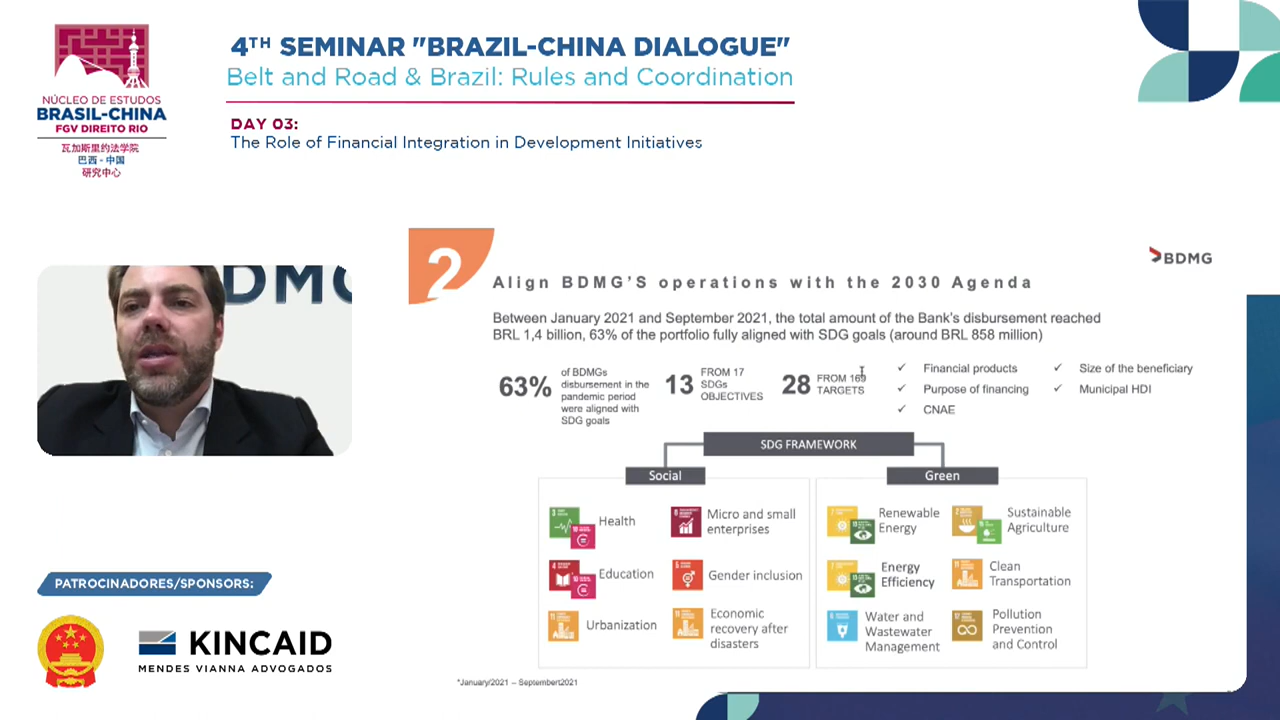 4TH SEMINAR "BRAZIL-CHINA DIALOGUE"
Belt and Road & Brazil: Rules and Coordination
DAY 03:
The Role of Financial Integration in Development Initiatives
NÚCLEO DE ESTUDOS
BRASIL-CHINA
FGV DIREITO RIO
瓦加斯里约法学院
巴西-中国
研究中心
BDMG
2
BDMG
Align BDMG'S operations with the 2030 Agenda
Between January 2021 and September 2021, the total amount of the Bank's disbursement reached
BRL 1,4 billion, 63% of the portfolio fully aligned with SDG goals (around BRL 858 million)
63%
of BDMGs
disbursement in the
pandemic period
were aligned with
SDG goals
13
FROM 17
SDGs
OBJECTIVES
28
FROM 169
TARGETS
✓ Financial products
✓ Purpose of financing
✓ CNAE
✓ Size of the beneficiary
✓ Municipal HDI
SDG FRAMEWORK
Social
Health
Micro and small
enterprises
Education
Gender inclusion
Urbanization
Economic
recovery after
disasters
Green
Renewable
Energy
Sustainable
Agriculture
Energy
Efficiency
Clean
Transportation
Water and
Wastewater
Management
Pollution
Prevention
and Control
*January/2021 – Septembert2021
PATROCINADORES/SPONSORS:
KINCAID
MENDES VIANNA ADVOGADOS